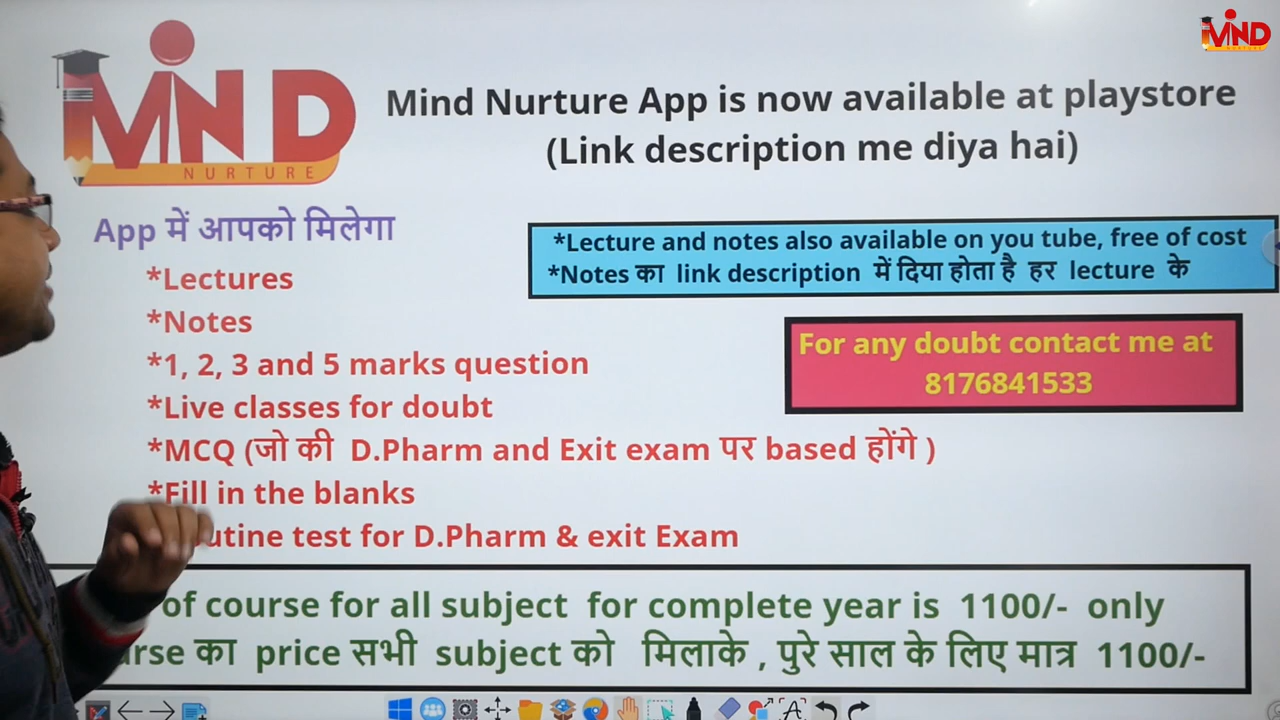 MIND
NURTURE
MIND
NURTURE
Mind Nurture App is now available at playstore
(Link description me diya hai)
App में आपको मिलेगा
*Lectures
*Notes
*1, 2, 3 and 5 marks question
*Live classes for doubt
*MCQ (जो की D.Pharm and Exit exam पर based होंगे )
*Fill in the blanks
utine test for D.Pharm & exit Exam
*Lecture and notes also available on you tube, free of cost
*Notes का link description में दिया होता है हर lecture के
For any doubt contact me at
8176841533
of course for all subject for complete year is 1100/- only
rse का price सभी subject को मिलाके , पुरे साल के लिए मात्र 1100/-